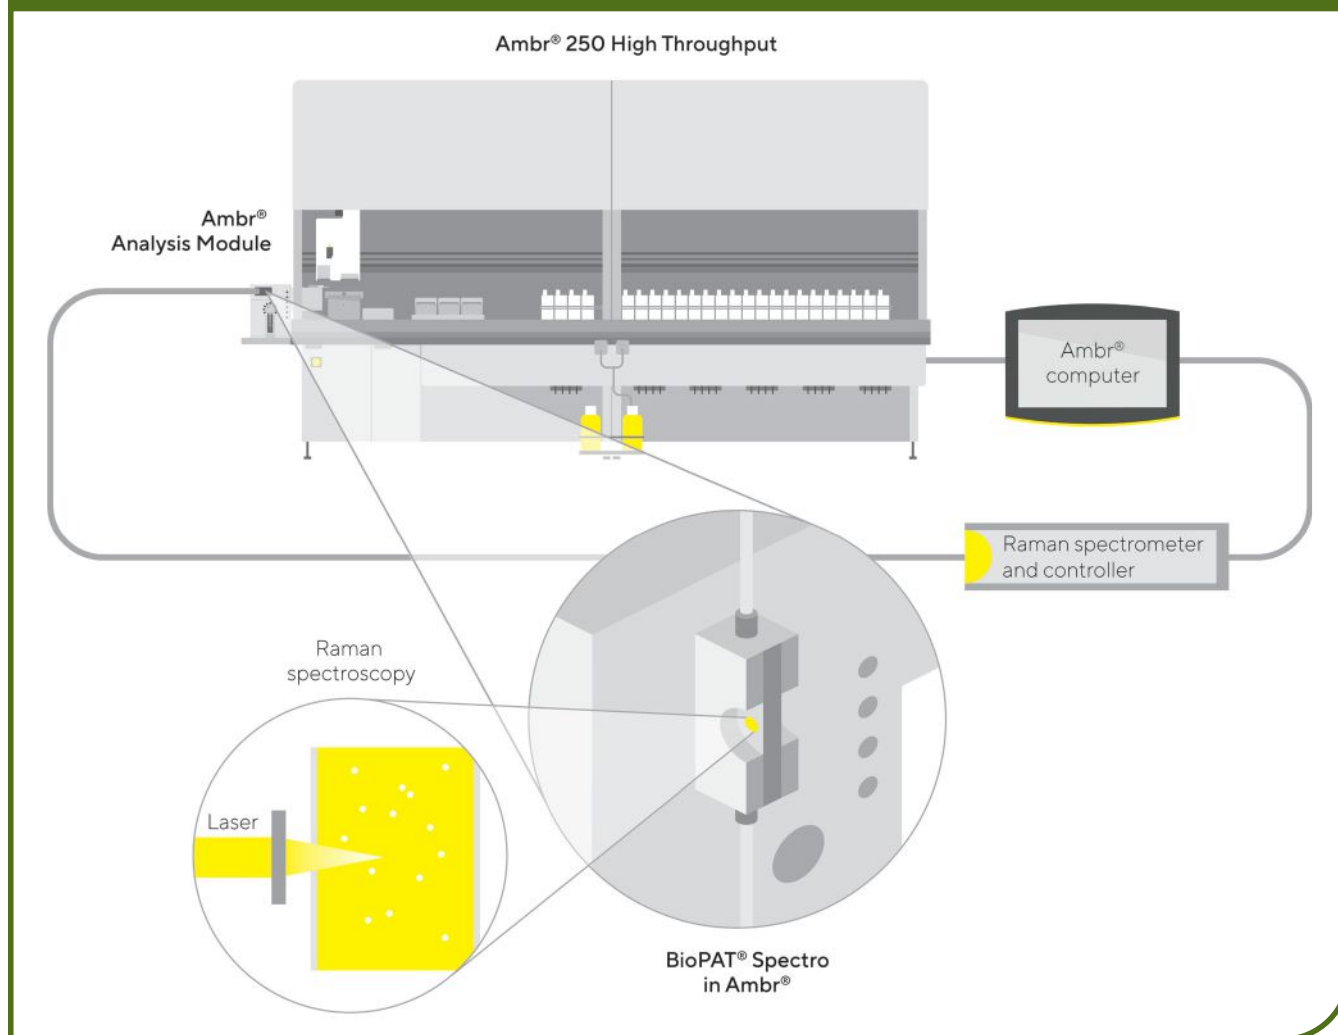 Ambr® 250 High Throughput
Ambr®
Analysis Module
Ambr®
computer
Raman spectrometer
and controller
Raman
spectroscopy
Laser
BioPAT® Spectro
in Ambr®